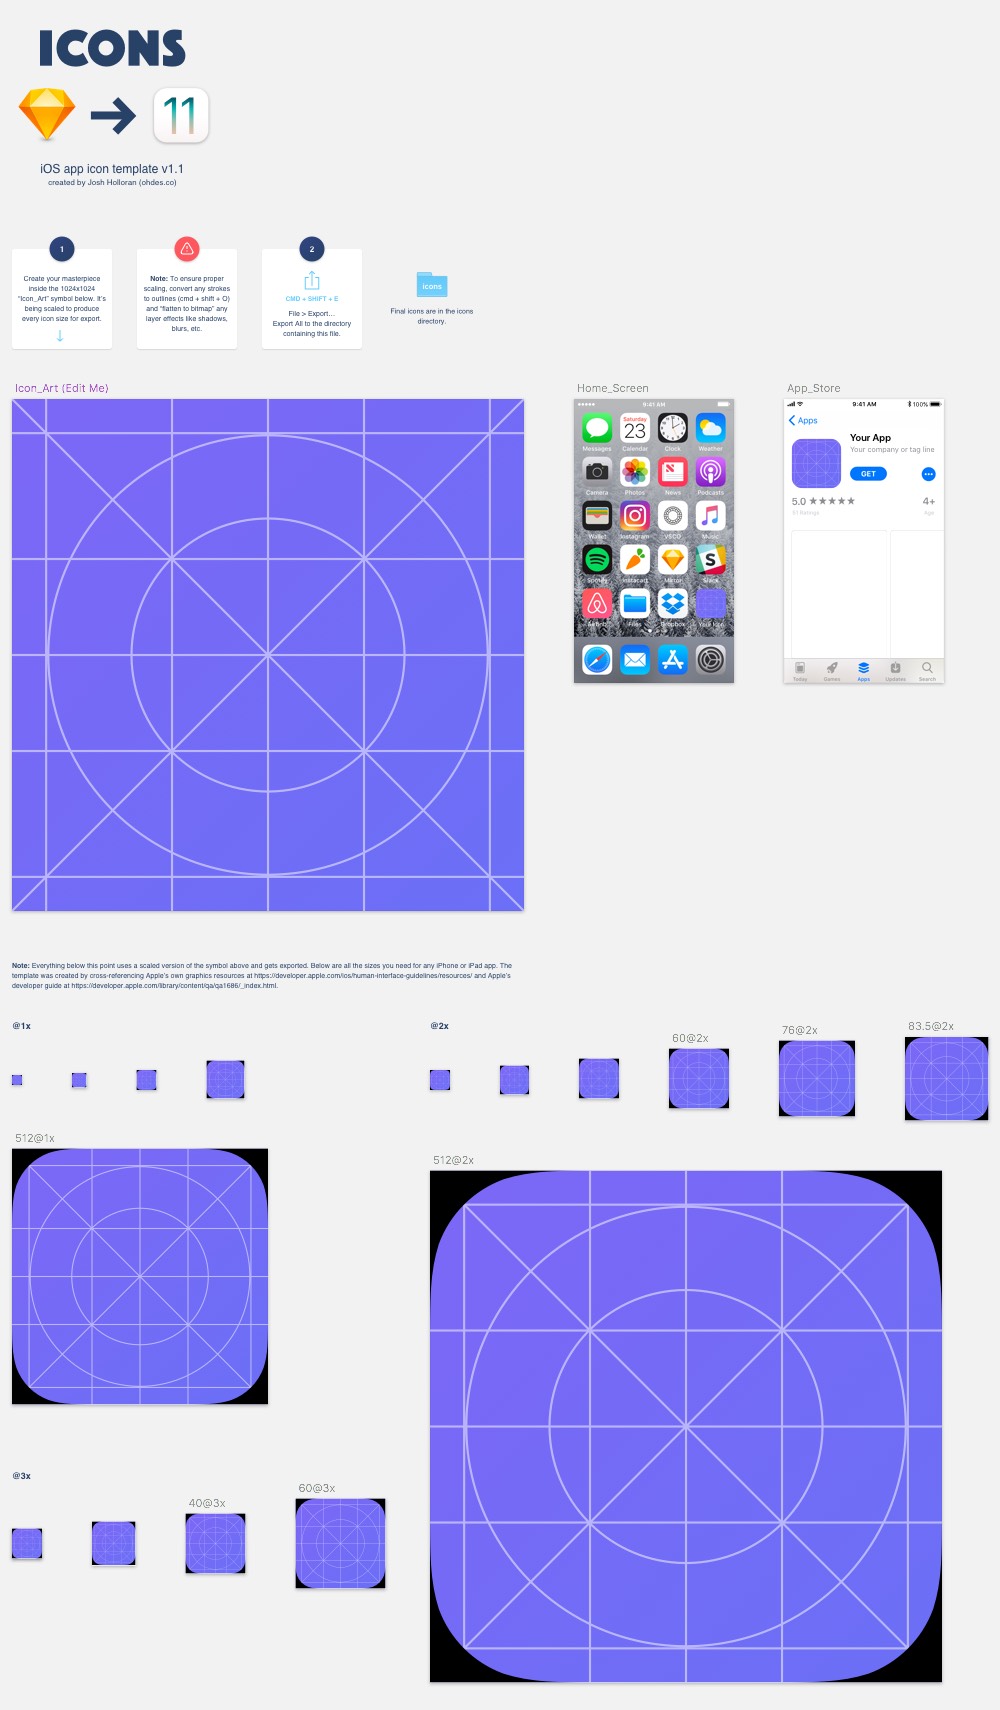 ICONS
11
iOS app icon template v1.1
created by Josh Holloran (ohdes.co)
1
Create your masterpiece
inside the 1024x1024
"Icon_Art" symbol below. It's
being scaled to produce
every icon size for export.
Note: To ensure proper
scaling, convert any strokes
to outlines (cmd + shift + O)
and "flatten to bitmap" any
layer effects like shadows,
blurs, etc.
2
CMD + SHIFT + E
File > Export...
Export All to the directory
containing this file.
icons
Final icons are in the icons
directory.
Icon_Art (Edit Me)
Home_Screen
9:41 AM
Saturday
23
Messages Calendar Clock Weather
Camera Photos News Podcasts
Wallet Instagram VSCO Music
Spotify Instacart Mirror Slack
Airbnb Files Dropbox Your Icon
App_Store
9:41 AM 100%
Apps
Your App
Your company or tag line
GET
5.0 ★★★★★ 4+
51 Ratings Age
Today Games Apps Updates Search
Note: Everything below this point uses a scaled version of the symbol above and gets exported. Below are all the sizes you need for any iPhone or iPad app. The
template was created by cross-referencing Apple's own graphics resources at https://developer.apple.com/ios/human-interface-guidelines/resources/ and Apple's
developer guide at https://developer.apple.com/library/content/qa/qa1686/_index.html.
@1x
512@1x
@2x
60@2x
76@2x
83.5@2x
512@2x
@3x
40@3x
60@3x